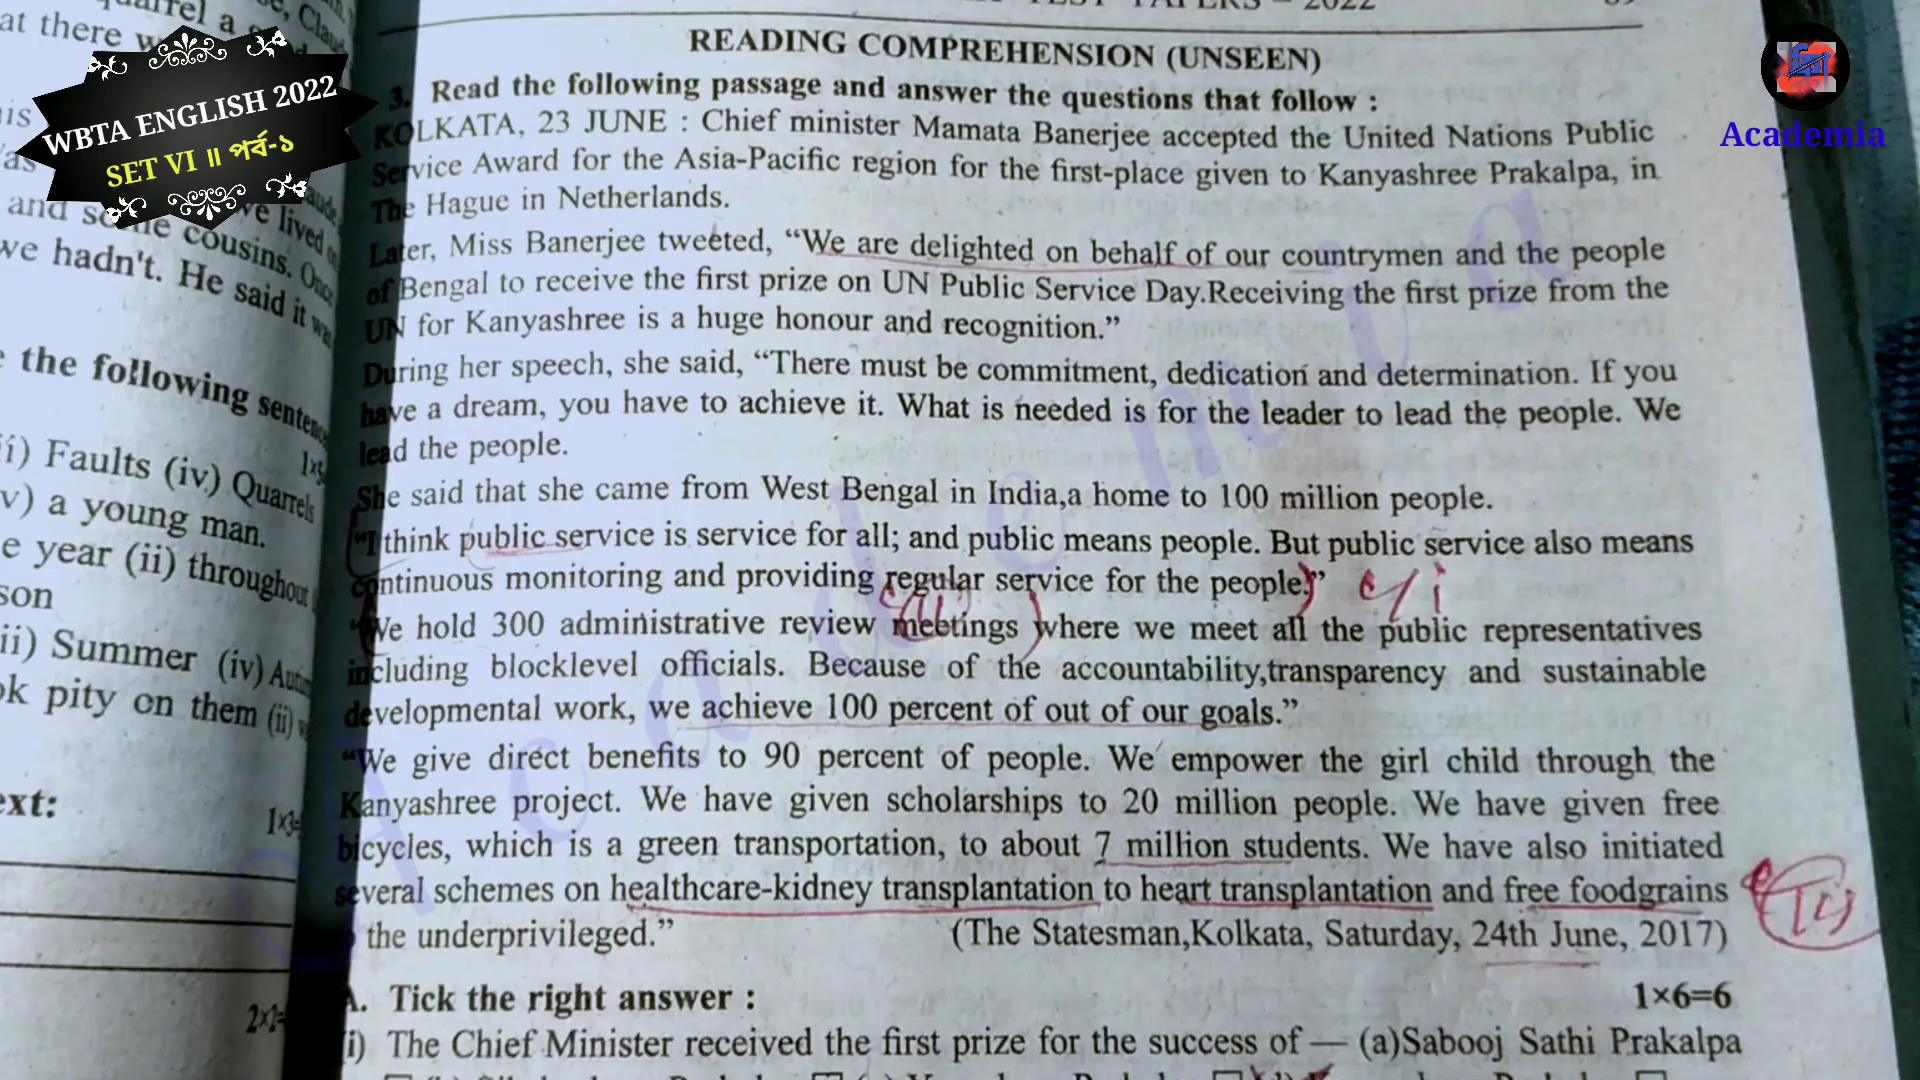 WBTA ENGLISH 2022
SET VI ॥ পর্ব-১
Academia
at there
and some cousins. Once
we hadn't. He said it was
the following sentence
Faults (iv) Quarrels
v) a young man.
e year (ii) throughout
son
ii) Summer (iv)
ok pity on them (ii)
ext:
READING COMPREHENSION (UNSEEN)
3. Read the following passage and answer the questions that follow :
KOLKATA, 23 JUNE : Chief minister Mamata Banerjee accepted the United Nations Public
Service Award for the Asia-Pacific region for the first-place given to Kanyashree Prakalpa, in
The Hague in Netherlands.
Later, Miss Banerjee tweeted, “We are delighted on behalf of our countrymen and the people
of Bengal to receive the first prize on UN Public Service Day.Receiving the first prize from the
UN for Kanyashree is a huge honour and recognition.”
During her speech, she said, “There must be commitment, dedication and determination. If you
have a dream, you have to achieve it. What is needed is for the leader to lead the people. We
lead the people.
She said that she came from West Bengal in India,a home to 100 million people.
“I think public service is service for all; and public means people. But public service also means
continuous monitoring and providing regular service for the people.”
“We hold 300 administrative review meetings where we meet all the public representatives
including blocklevel officials. Because of the accountability,transparency and sustainable
developmental work, we achieve 100 percent of out of our goals.”
“We give direct benefits to 90 percent of people. We empower the girl child through the
Kanyashree project. We have given scholarships to 20 million people. We have given free
bicycles, which is a green transportation, to about 7 million students. We have also initiated
several schemes on healthcare-kidney transplantation to heart transplantation and free foodgrains
the underprivileged.” (The Statesman,Kolkata, Saturday, 24th June, 2017)
A. Tick the right answer : 1×6=6
(i) The Chief Minister received the first prize for the success of — (a)Sabooj Sathi Prakalpa